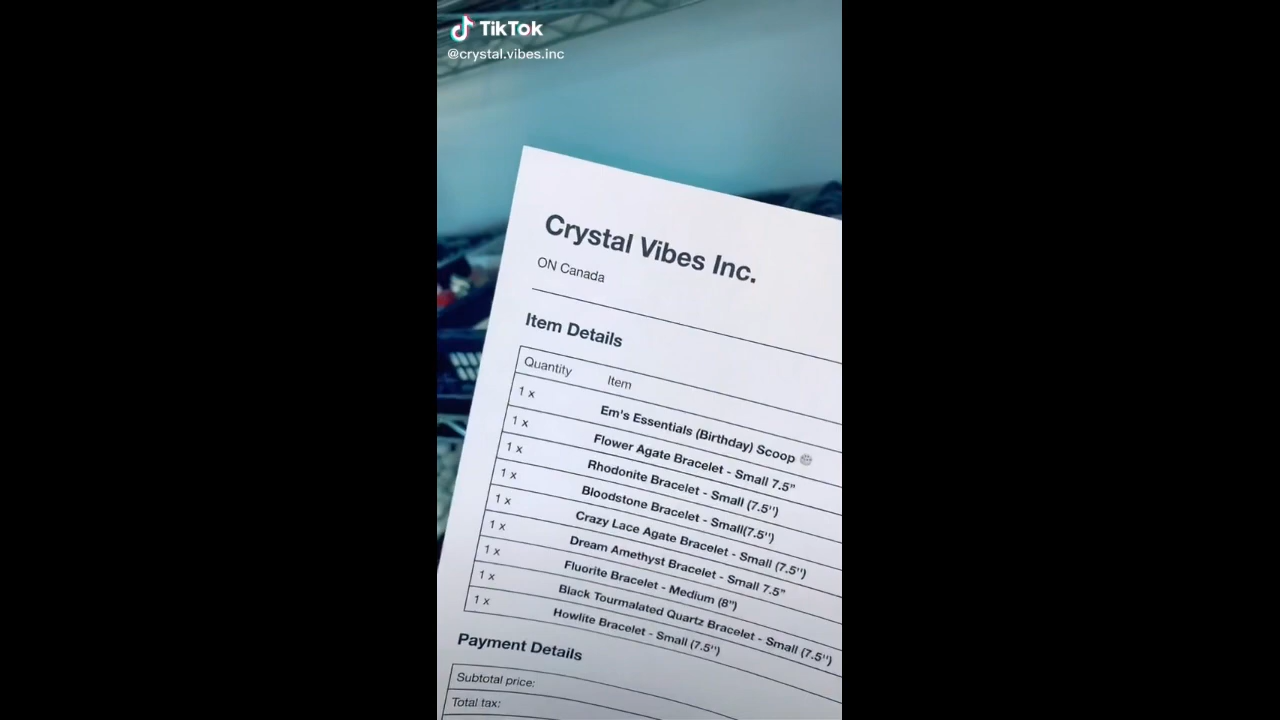 TikTok
@crystal.vibes.inc
Crystal Vibes Inc.
ON Canada
Item Details
Quantity Item
1 x Em's Essentials (Birthday) Scoop
1 x Flower Agate Bracelet - Small 7.5"
1 x Rhodonite Bracelet - Small (7.5'')
1 x Bloodstone Bracelet - Small(7.5'')
1 x Crazy Lace Agate Bracelet - Small (7.5'')
1 x Dream Amethyst Bracelet - Small 7.5"
1 x Fluorite Bracelet - Medium (8")
1 x Black Tourmalated Quartz Bracelet - Small (7.5'')
1 x Howlite Bracelet - Small (7.5'')
Payment Details
Subtotal price:
Total tax: